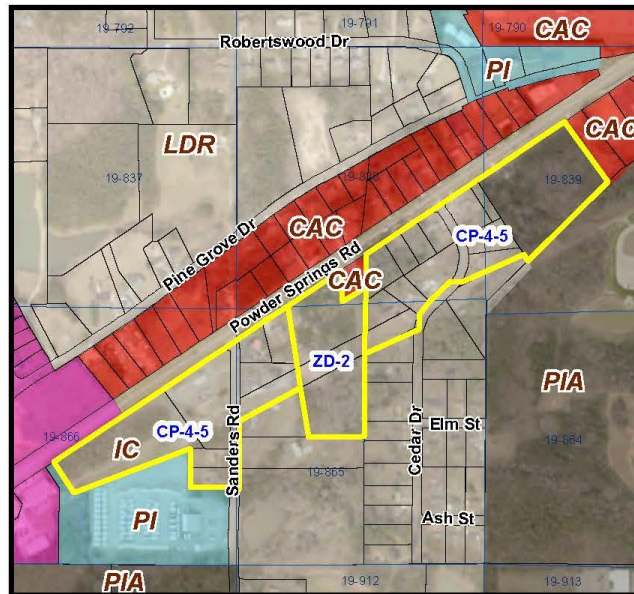 19-792
19-791
19-790
CAC
Robertswood Dr
PI
LDR
CAC
19-837
19-839
CAC
CP-4-5
Pine Grove Dr
Powder Springs Rd
CAC
ZD-2
PIA
19-866
CP-4-5
IC
Sanders Rd
19-865
Cedar Dr
Elm St
19-864
PI
Ash St
PIA
19-912
19-913